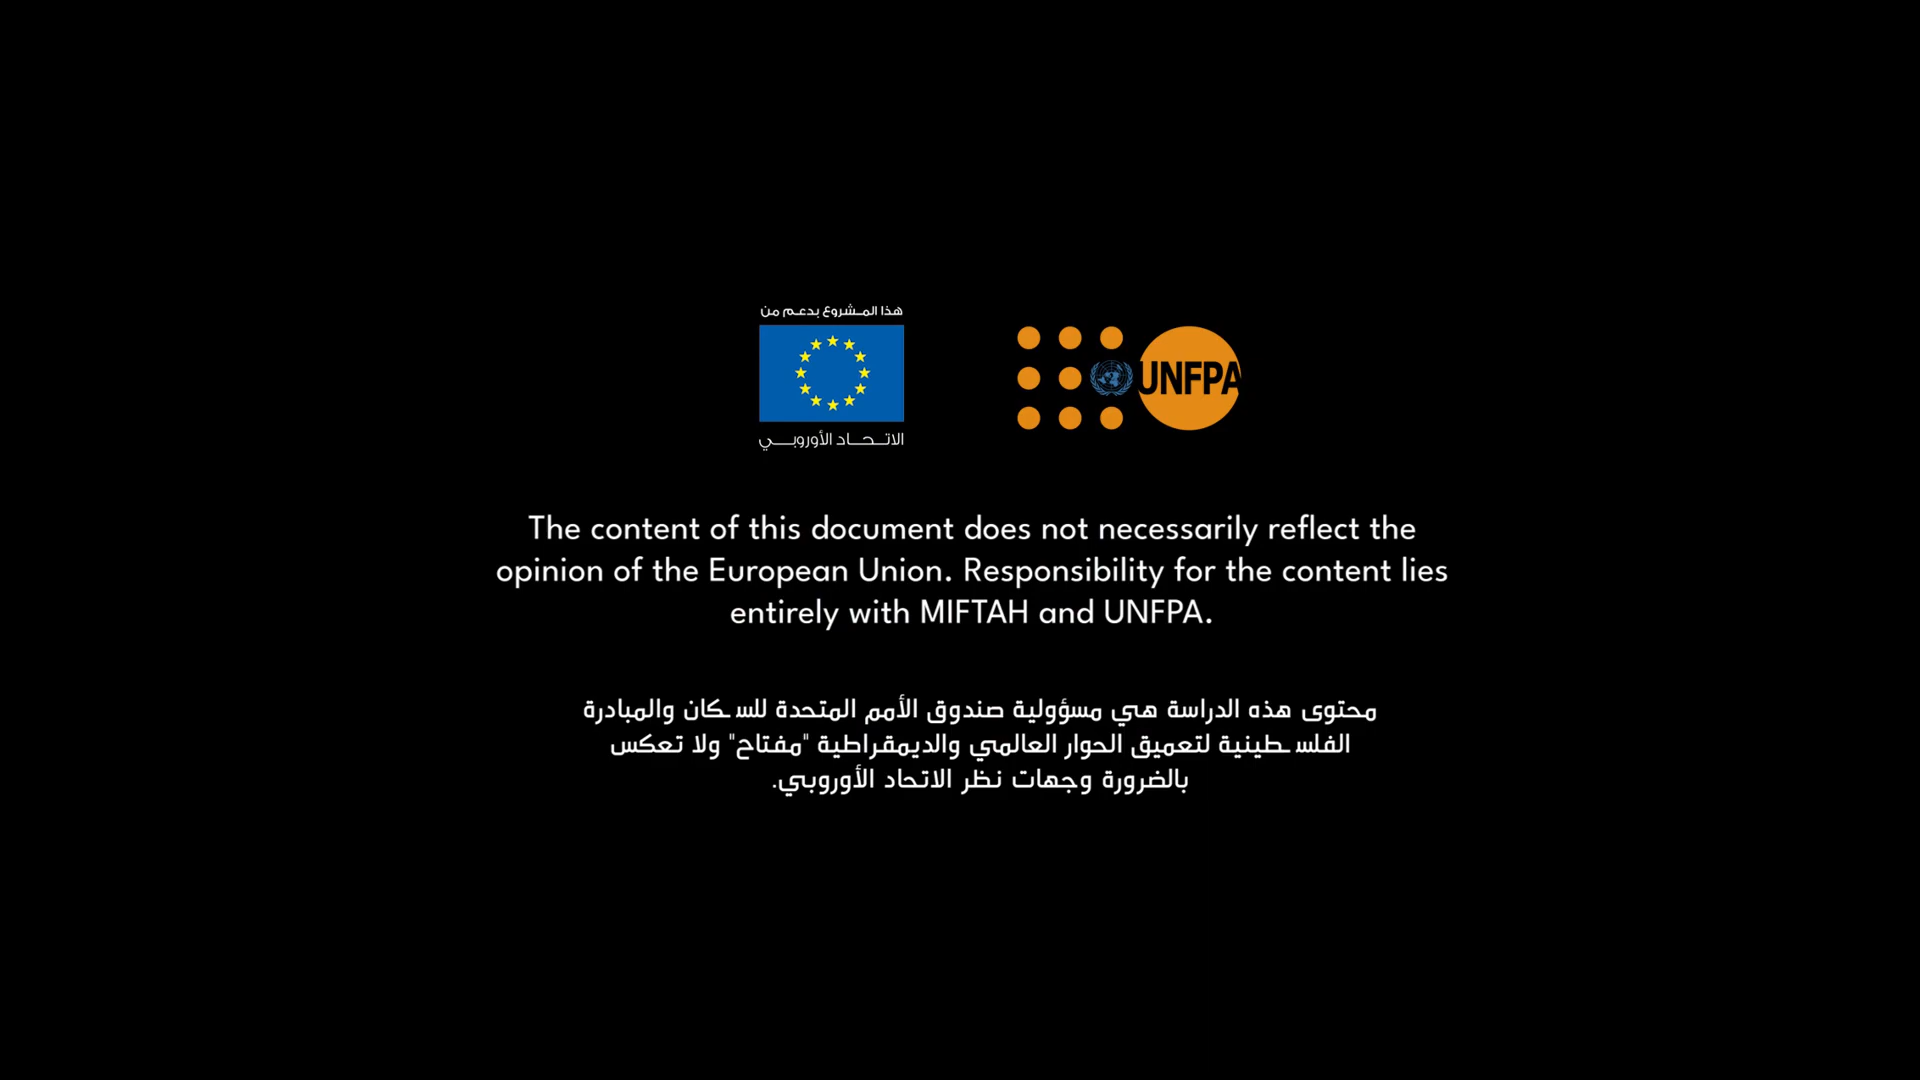 هذا المشروع بدعم من
الاتحاد الأوروبي
UNFPA
The content of this document does not necessarily reflect the
opinion of the European Union. Responsibility for the content lies
entirely with MIFTAH and UNFPA.
محتوى هذه الدراسة هي مسؤولية صندوق الأمم المتحدة للسكان والمبادرة
الفلسطينية لتعميق الحوار العالمي والديمقراطية "مفتاح" ولا تعكس
بالضرورة وجهات نظر الاتحاد الأوروبي.